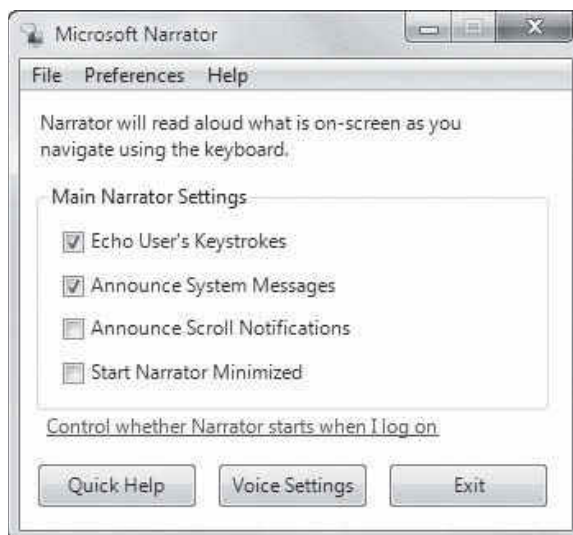 Microsoft Narrator
File Preferences Help
Narrator will read aloud what is on-screen as you
navigate using the keyboard.
Main Narrator Settings
Echo User's Keystrokes
Announce System Messages
Announce Scroll Notifications
Start Narrator Minimized
Control whether Narrator starts when I log on
Quick Help Voice Settings Exit